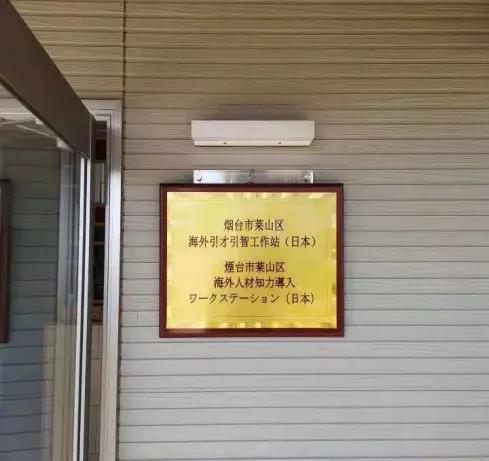 烟台市莱山区
海外引才引智工作站（日本）
煙台市莱山区
海外人材知力導入
ワークステーション（日本）